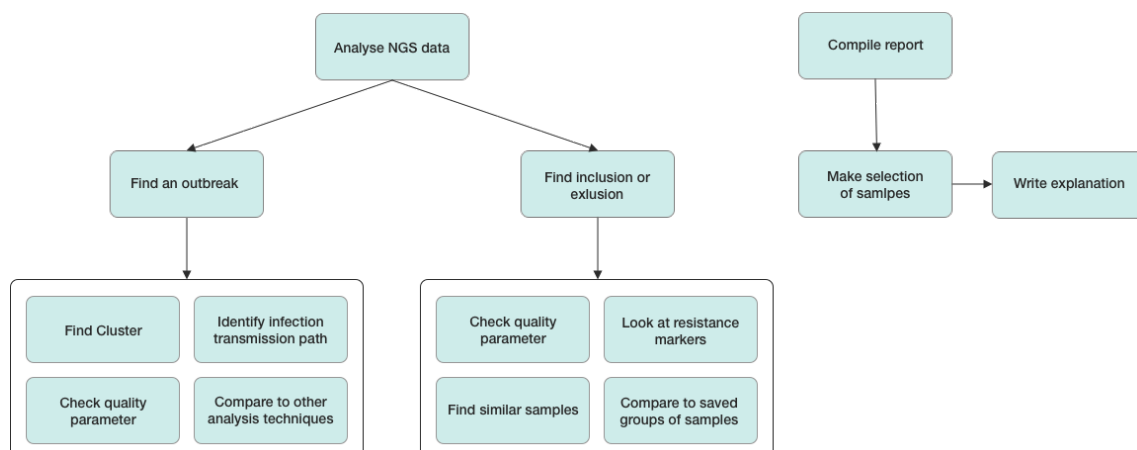 Analyse NGS data
Compile report
Find an outbreak
Find inclusion or
exlusion
Make selection
of samlpes
Write explanation
Find Cluster
Identify infection
transmission path
Check quality
parameter
Compare to other
analysis techniques
Check quality
parameter
Look at resistance
markers
Find similar samples
Compare to saved
groups of samples